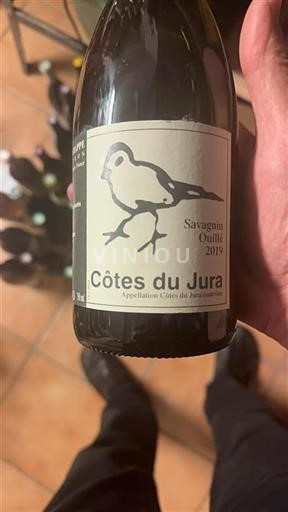 Savagnin
Ouillé
2019
VINIOU
Côtes du Jura
Appellation Côtes du Jura contrôlée